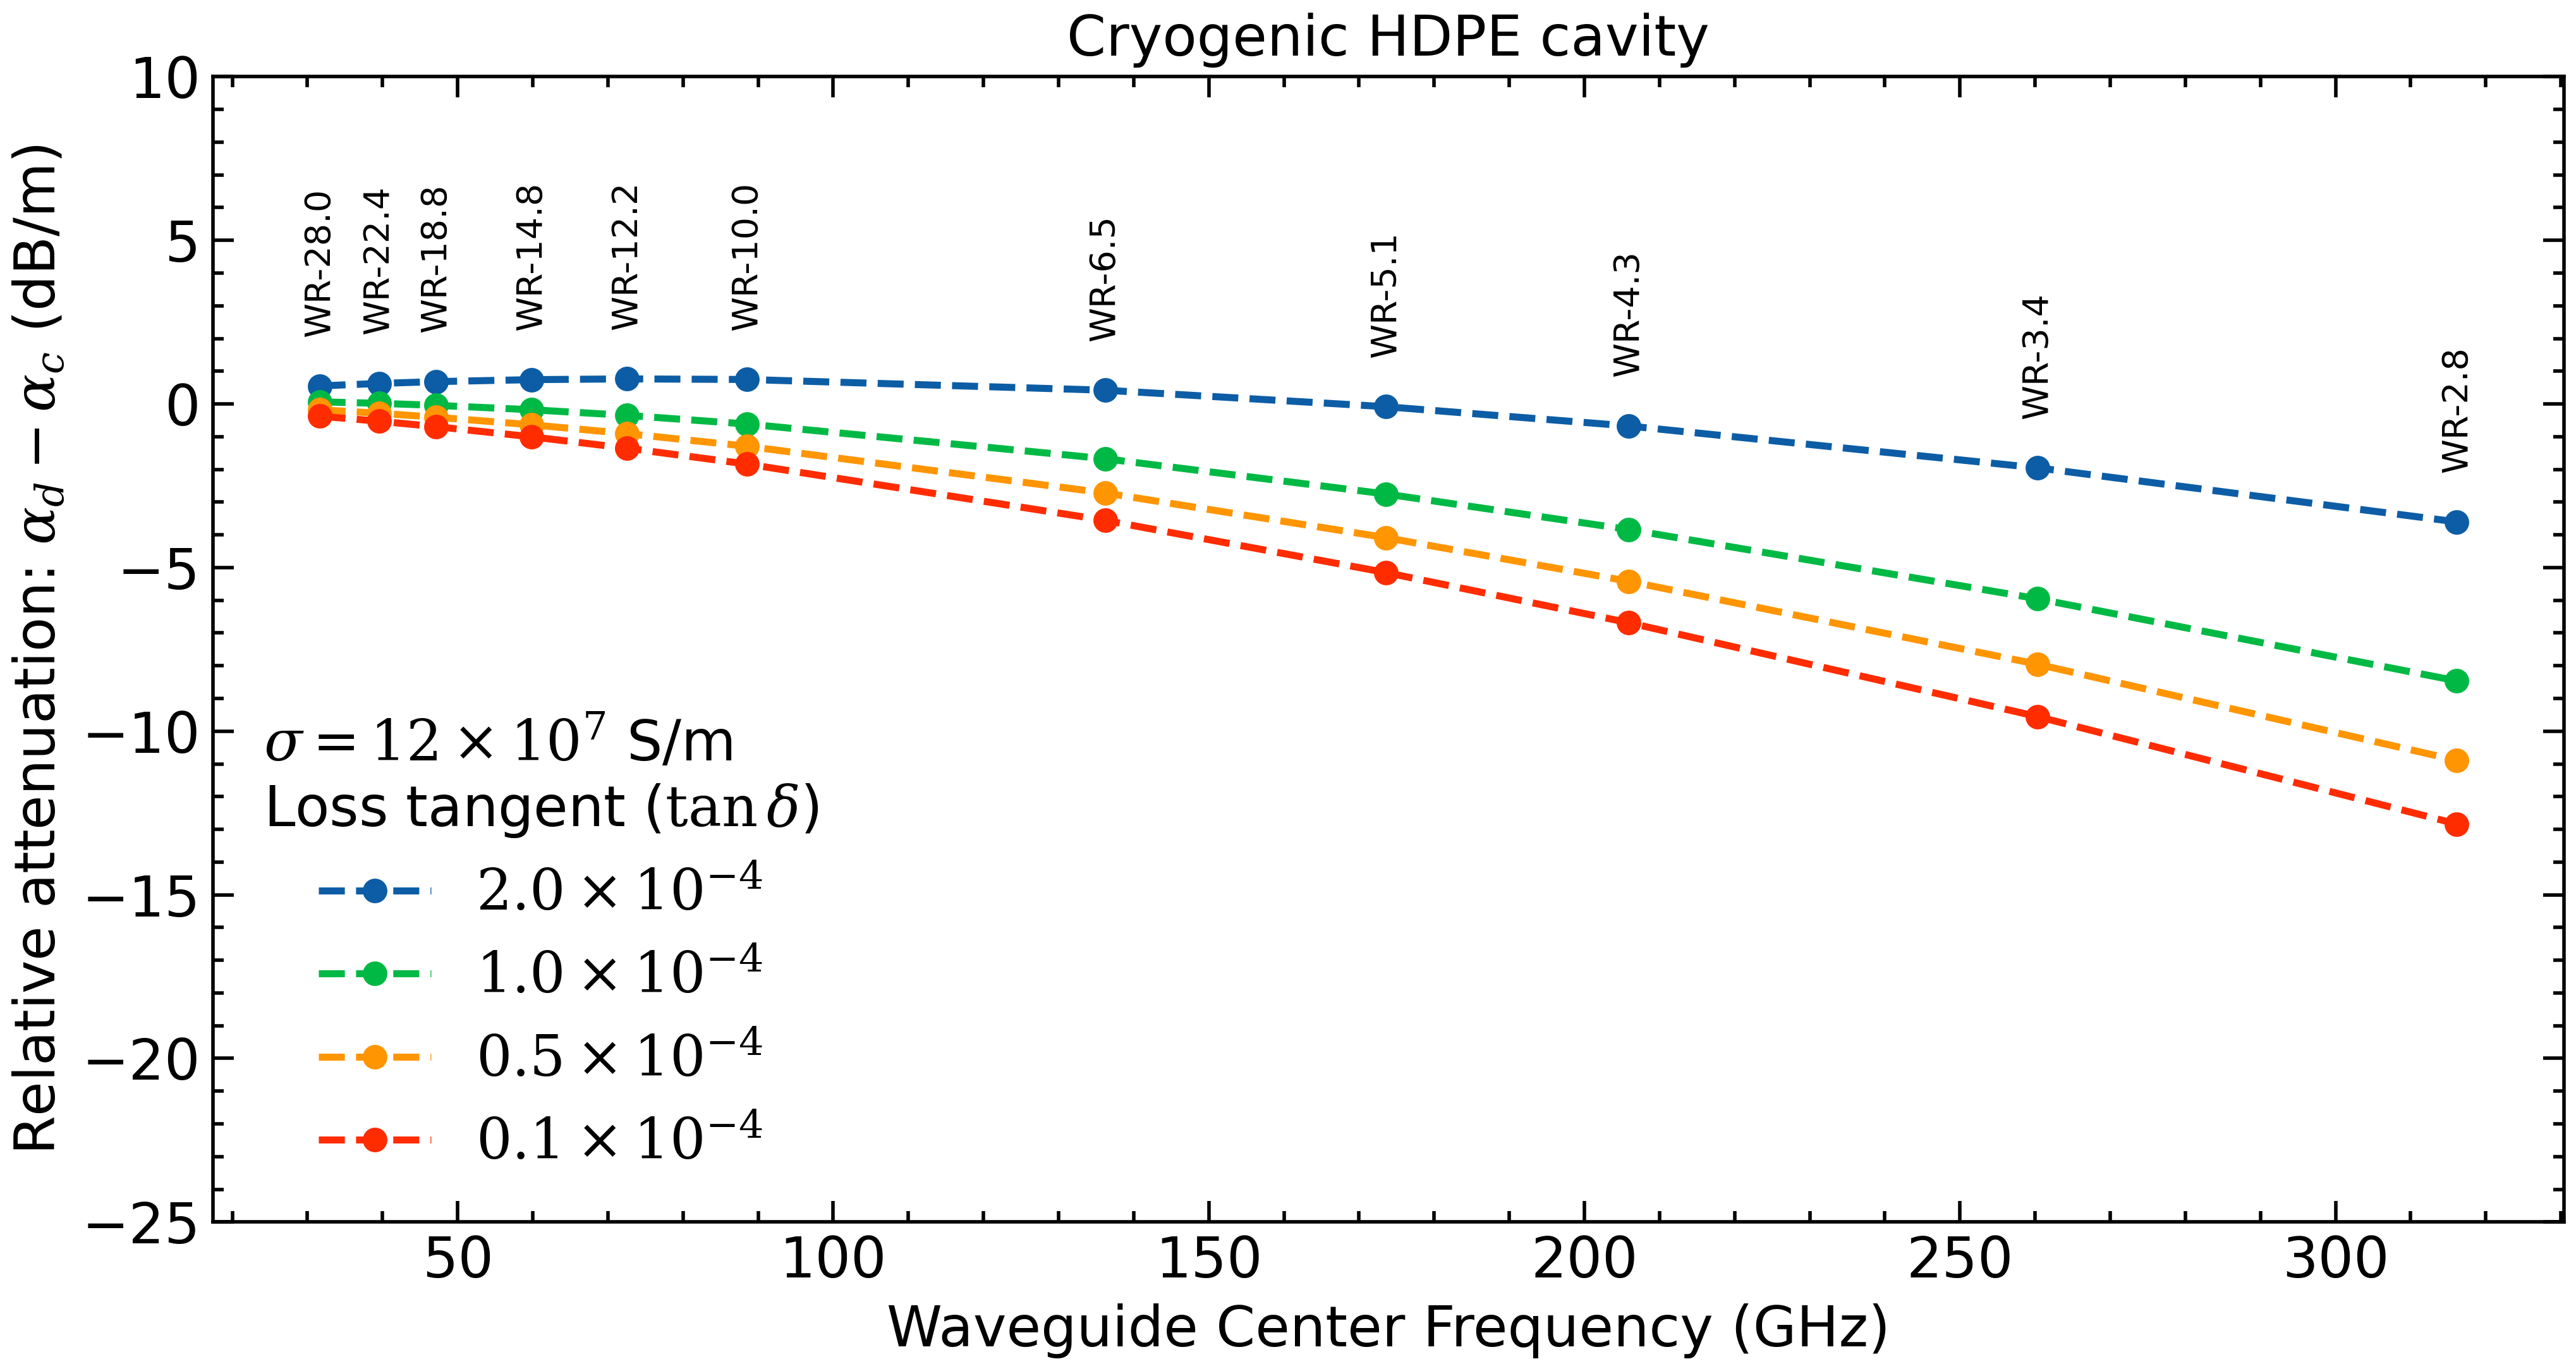 Cryogenic HDPE cavity
Relative attenuation: α_d − α_c (dB/m)
10
5
0
−5
−10
−15
−20
−25
WR-28.0
WR-22.4
WR-18.8
WR-14.8
WR-12.2
WR-10.0
WR-6.5
WR-5.1
WR-4.3
WR-3.4
WR-2.8
σ = 12 × 10⁷ S/m
Loss tangent (tan δ)
2.0 × 10⁻⁴
1.0 × 10⁻⁴
0.5 × 10⁻⁴
0.1 × 10⁻⁴
50
100
150
200
250
300
Waveguide Center Frequency (GHz)